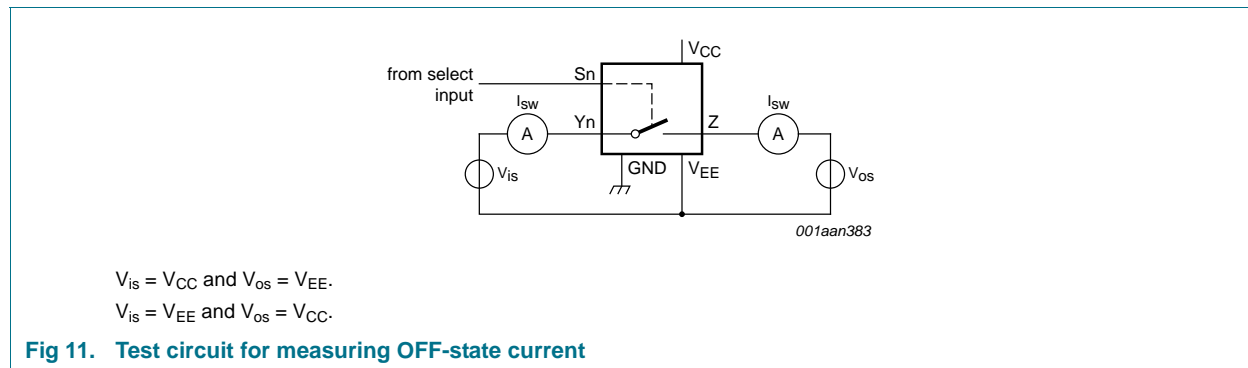 VCC
from select
input
Sn
Isw
A
Yn
Z
Isw
A
Vis
GND
VEE
Vos
001aan383
Vis = VCC and Vos = VEE.
Vis = VEE and Vos = VCC.
Fig 11. Test circuit for measuring OFF-state current